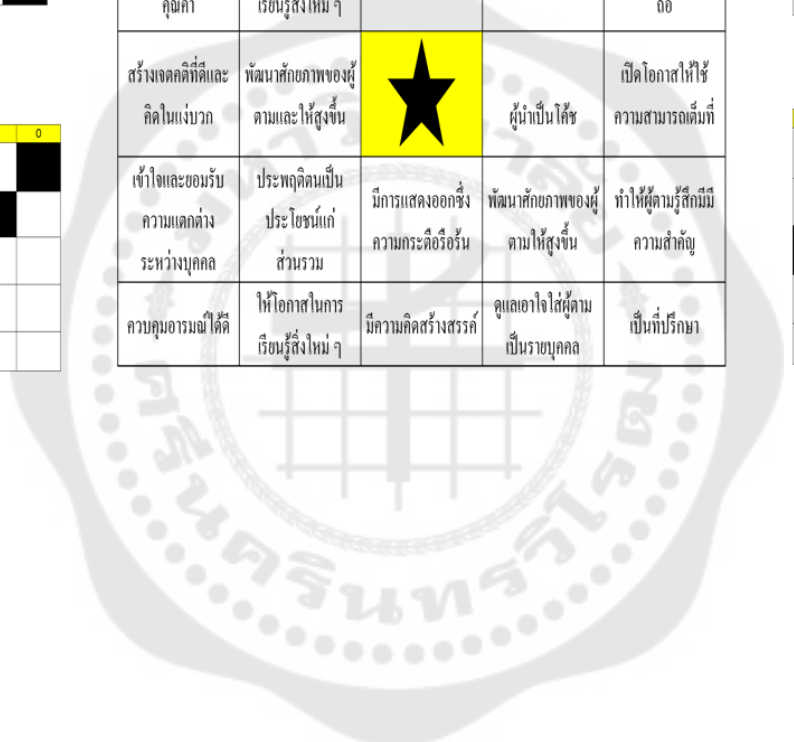 คุณค่า
เรียนรู้สิ่งใหม่ ๆ
ถือ
0
สร้างเจตคติที่ดีและ
คิดในแง่บวก
พัฒนาศักยภาพของผู้
ตามและให้สูงขึ้น
ผู้นำเป็นโค้ช
เปิดโอกาสให้ใช้
ความสามารถเต็มที่
เข้าใจและยอมรับ
ความแตกต่าง
ระหว่างบุคคล
ประพฤติตนเป็น
ประโยชน์แก่
ส่วนรวม
มีการแสดงออกซึ่ง
ความกระตือรือร้น
พัฒนาศักยภาพของผู้
ตามให้สูงขึ้น
ทำให้ผู้ตามรู้สึกมีมี
ความสำคัญ
ควบคุมอารมณ์ได้ดี
ให้โอกาสในการ
เรียนรู้สิ่งใหม่ ๆ
มีความคิดสร้างสรรค์
ดูแลเอาใจใส่ผู้ตาม
เป็นรายบุคคล
เป็นที่ปรึกษา
ศรีนครินทรวิโรฒ